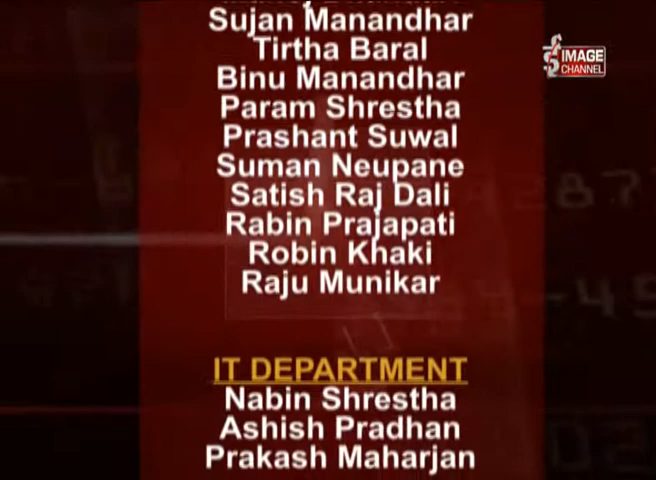 Sujan Manandhar
Tirtha Baral
Binu Manandhar
Param Shrestha
Prashant Suwal
Suman Neupane
Satish Raj Dali
Rabin Prajapati
Robin Khaki
Raju Munikar
IT DEPARTMENT
Nabin Shrestha
Ashish Pradhan
Prakash Maharjan
IMAGE
CHANNEL